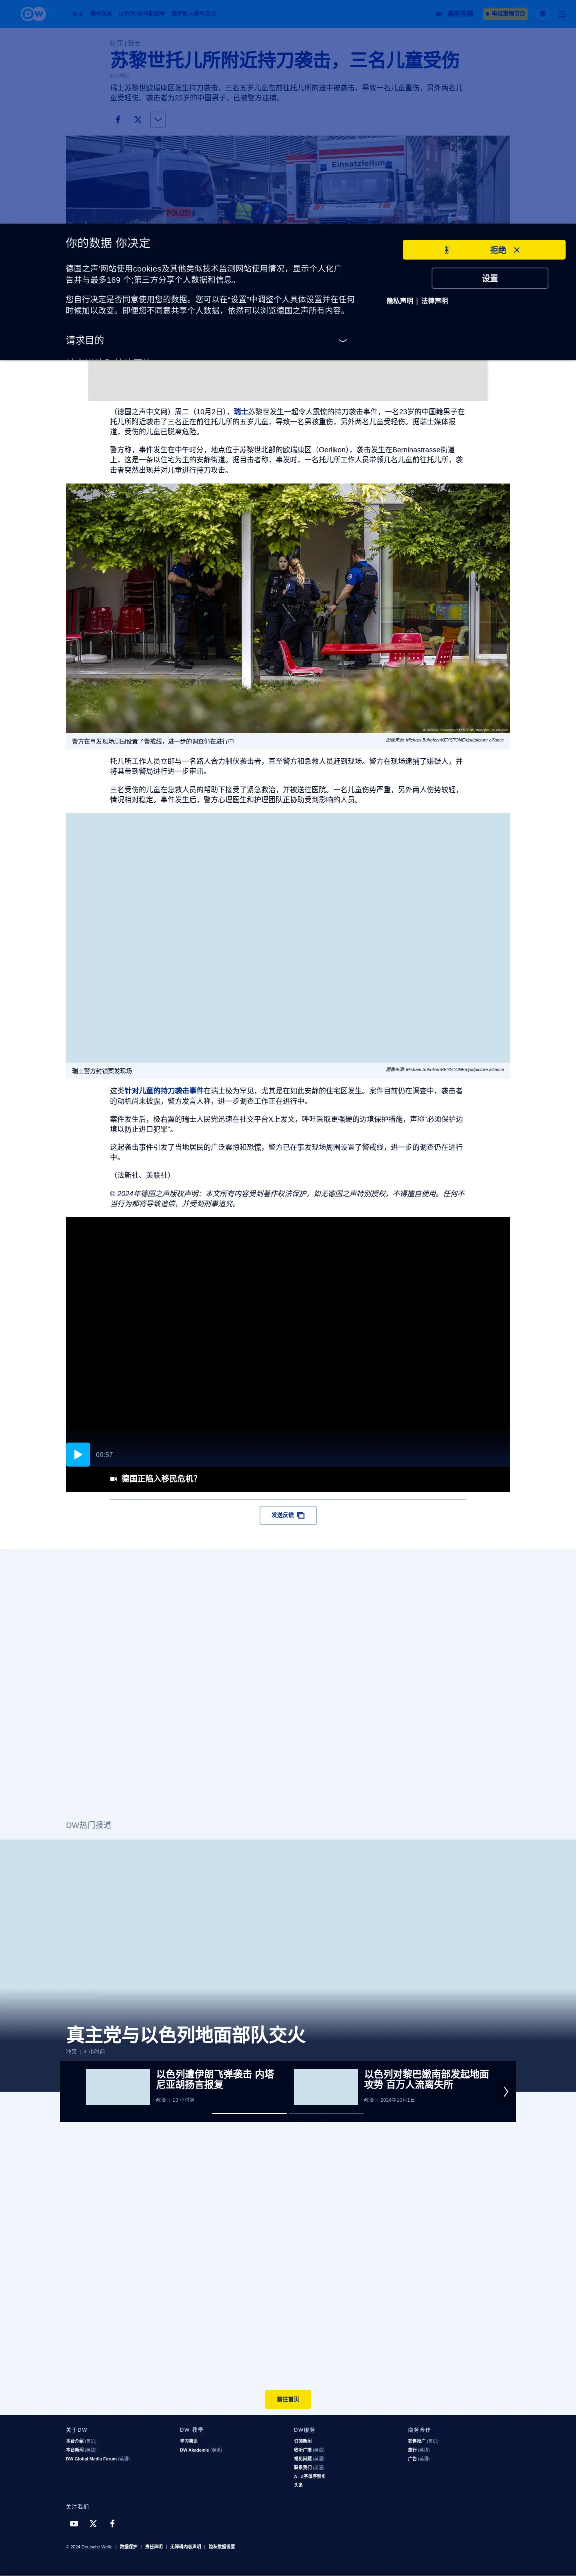 DW
最新视频
电视直播节目
犯罪 | 瑞士
苏黎世托儿所附近持刀袭击，三名儿童受伤
4 小时前
瑞士苏黎世欧瑞康区发生持刀袭击，三名五岁儿童在前往托儿所的途中被袭击，导致一名儿童重伤，另外两名儿
童受轻伤。袭击者为23岁的中国男子，已被警方逮捕。
Einsatzleitung
POLIZEI
你的数据 你决定
拒绝
德国之声'网站使用cookies及其他类似技术监测网站使用情况，显示个人化广
告并与最多169 个;第三方分享个人数据和信息。
设置
您自行决定是否同意使用您的数据。您可以在“设置”中调整个人具体设置并在任何
时候加以改变。即便您不同意共享个人数据，依然可以浏览德国之声所有内容。
隐私声明 | 法律声明
请求目的
（德国之声中文网）周二（10月2日），瑞士苏黎世发生一起令人震惊的持刀袭击事件，一名23岁的中国籍男子在
托儿所附近袭击了三名正在前往托儿所的五岁儿童，导致一名男孩重伤，另外两名儿童受轻伤。据瑞士媒体报
道，受伤的儿童已脱离危险。
警方称，事件发生在中午时分，地点位于苏黎世北部的欧瑞康区（Oerlikon），袭击发生在Berninastrasse街道
上，这是一条以住宅为主的安静街道。据目击者称，事发时，一名托儿所工作人员带领几名儿童前往托儿所，袭
击者突然出现并对儿童进行持刀攻击。
© Michael Buholzer/KEYSTONE/dpa/picture alliance
警方在事发现场周围设置了警戒线，进一步的调查仍在进行中
图像来源: Michael Buholzer/KEYSTONE/dpa/picture alliance
托儿所工作人员立即与一名路人合力制伏袭击者，直至警方和急救人员赶到现场。警方在现场逮捕了嫌疑人，并
将其带到警局进行进一步审讯。
三名受伤的儿童在急救人员的帮助下接受了紧急救治，并被送往医院。一名儿童伤势严重，另外两人伤势较轻，
情况相对稳定。事件发生后，警方心理医生和护理团队正协助受到影响的人员。
瑞士警方封锁案发现场
图像来源: Michael Buholzer/KEYSTONE/dpa/picture alliance
这类针对儿童的持刀袭击事件在瑞士极为罕见，尤其是在如此安静的住宅区发生。案件目前仍在调查中，袭击者
的动机尚未披露，警方发言人称，进一步调查工作正在进行中。
案件发生后，极右翼的瑞士人民党迅速在社交平台X上发文，呼吁采取更强硬的边境保护措施，声称“必须保护边
境以防止进口犯罪”。
这起袭击事件引发了当地居民的广泛震惊和恐慌，警方已在事发现场周围设置了警戒线，进一步的调查仍在进行
中。
（法新社、美联社）
© 2024年德国之声版权声明：本文所有内容受到著作权法保护，如无德国之声特别授权，不得擅自使用。任何不
当行为都将导致追偿，并受到刑事追究。
00:57
德国正陷入移民危机？
发送反馈
DW热门报道
真主党与以色列地面部队交火
冲突 | 4 小时前
以色列遭伊朗飞弹袭击 内塔
尼亚胡扬言报复
政治 | 13 小时前
以色列对黎巴嫩南部发起地面
攻势 百万人流离失所
政治 | 2024年10月1日
前往首页
关于DW
本台介绍 (英语)
本台新闻 (英语)
DW Global Media Forum (英语)
DW 教學
学习德语
DW Akademie (英语)
DW服务
订阅新闻
收听广播 (英语)
常见问题 (英语)
联系我们 (英语)
A - Z字母序索引
头条
商务合作
销售推广 (英语)
旅行 (英语)
广告 (英语)
关注我们
© 2024 Deutsche Welle | 数据保护 | 责任声明 | 无障碍内容声明 | 隐私数据设置